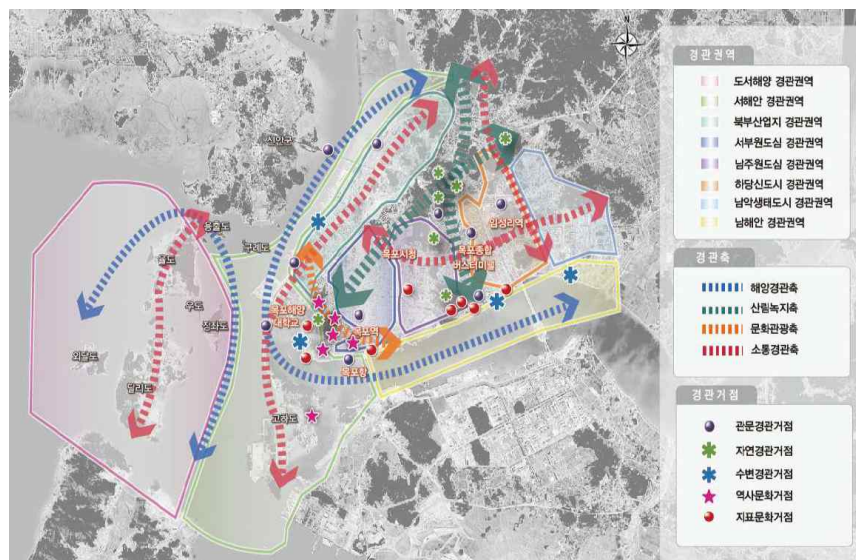 N
신안군
목포시청
임성리역
목포종합
버스터미널
목포해양
대학교
목포역
목포항
구례도
율도
우도
장좌도
외달도
달리도
고하도
경관권역
도서해양 경관권역
서해안 경관권역
북부산업지 경관권역
서부원도심 경관권역
남주원도심 경관권역
하당신도시 경관권역
남악생태도시 경관권역
남해안 경관권역
경관축
해양경관축
산림녹지축
문화관광축
소통경관축
경관거점
관문경관거점
자연경관거점
수변경관거점
역사문화거점
지표문화거점